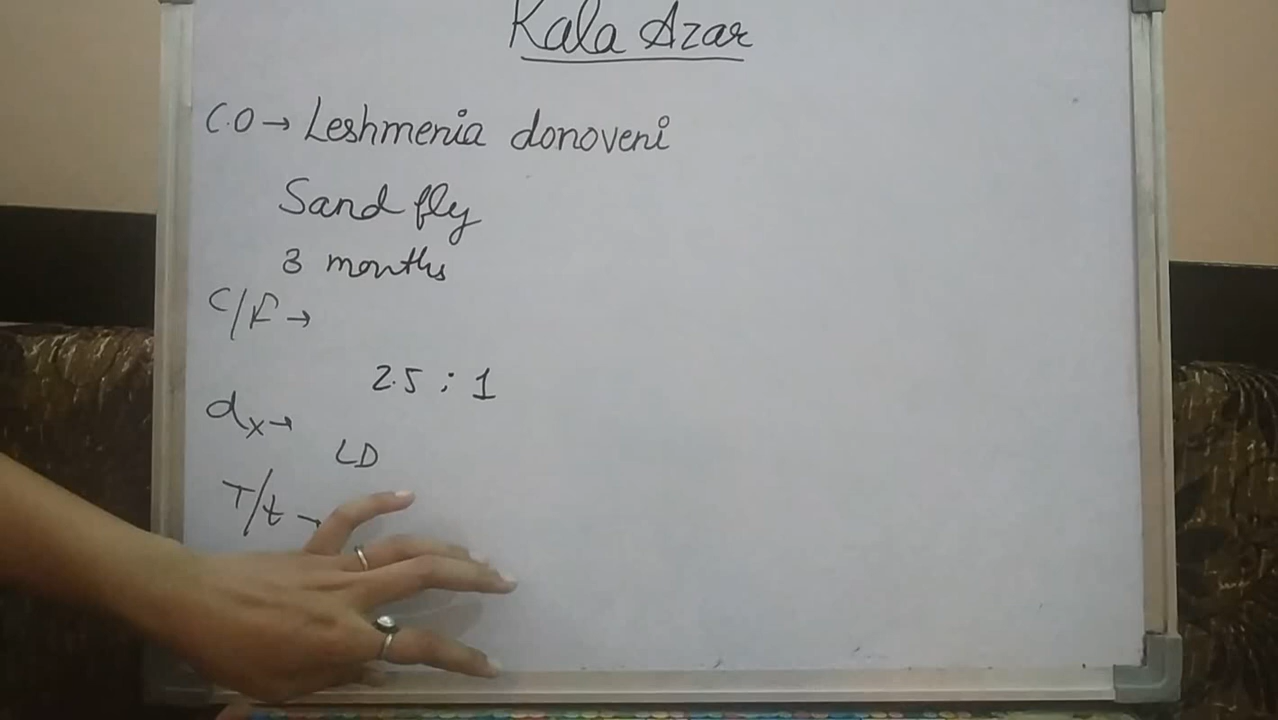 Kala Azar
C.O → Leshmenia donoveni
Sand fly
3 months
C/F →
2.5 : 1
dx →
LD
T/t →